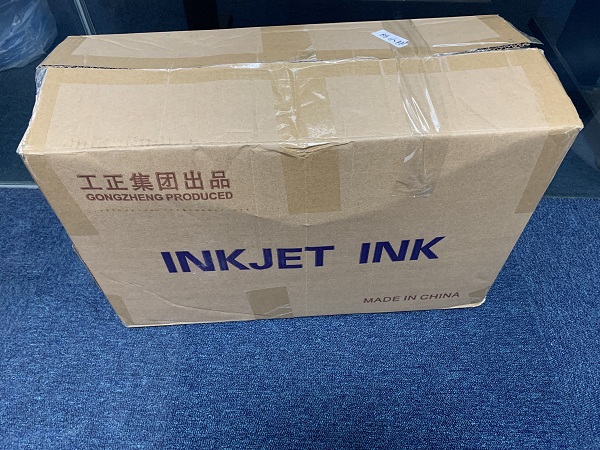 工正集团出品
GONGZHENG PRODUCED
INKJET INK
MADE IN CHINA